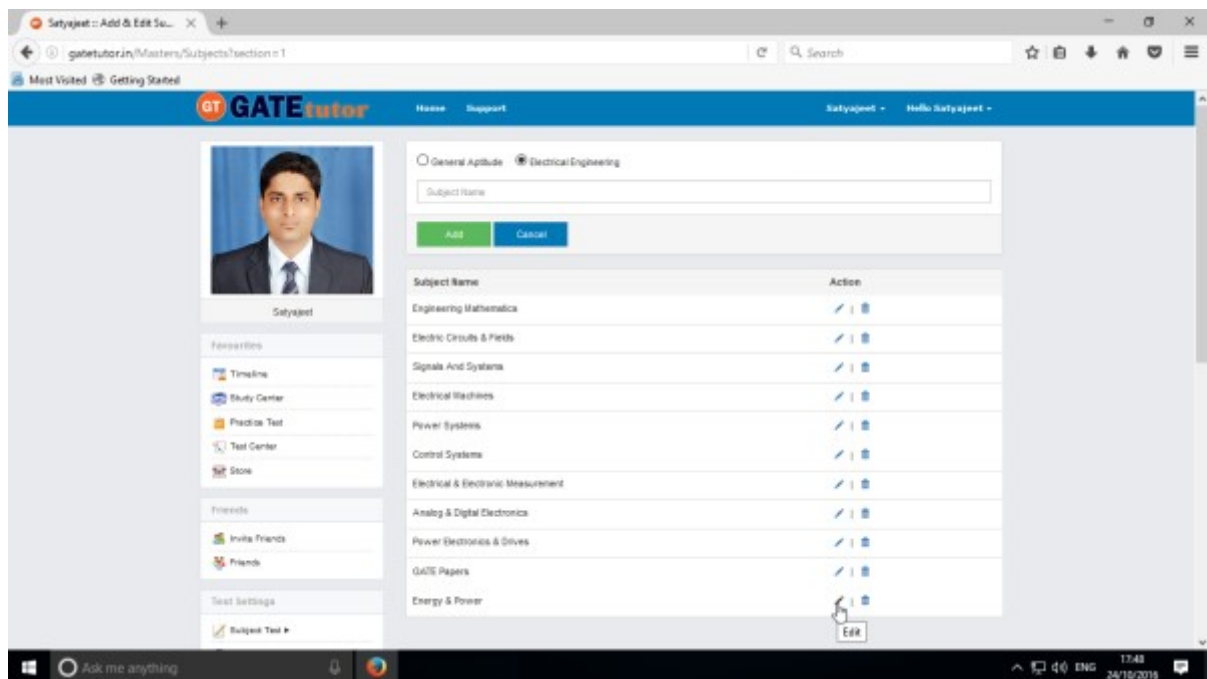 Satyajeet :: Add & Edit Su...
gatetutor.in/Masters/Subjects?section=1
Search
Most Visited Getting Started
GT GATEtutor Home Support Satyajeet Hello Satyajeet
General Aptitude Electrical Engineering
Subject Name
Add Cancel
Satyajeet
Favourites
Timeline
Study Center
Practice Test
Test Center
Store
Friends
Invite Friends
Friends
Test Settings
Subject Test
Subject Name Action
Engineering Mathematics |
Electric Circuits & Fields |
Signals And Systems |
Electrical Machines |
Power Systems |
Control Systems |
Electrical & Electronic Measurement |
Analog & Digital Electronics |
Power Electronics & Drives |
GATE Papers |
Energy & Power |
Edit
Ask me anything
ENG
17:48
24/10/2016